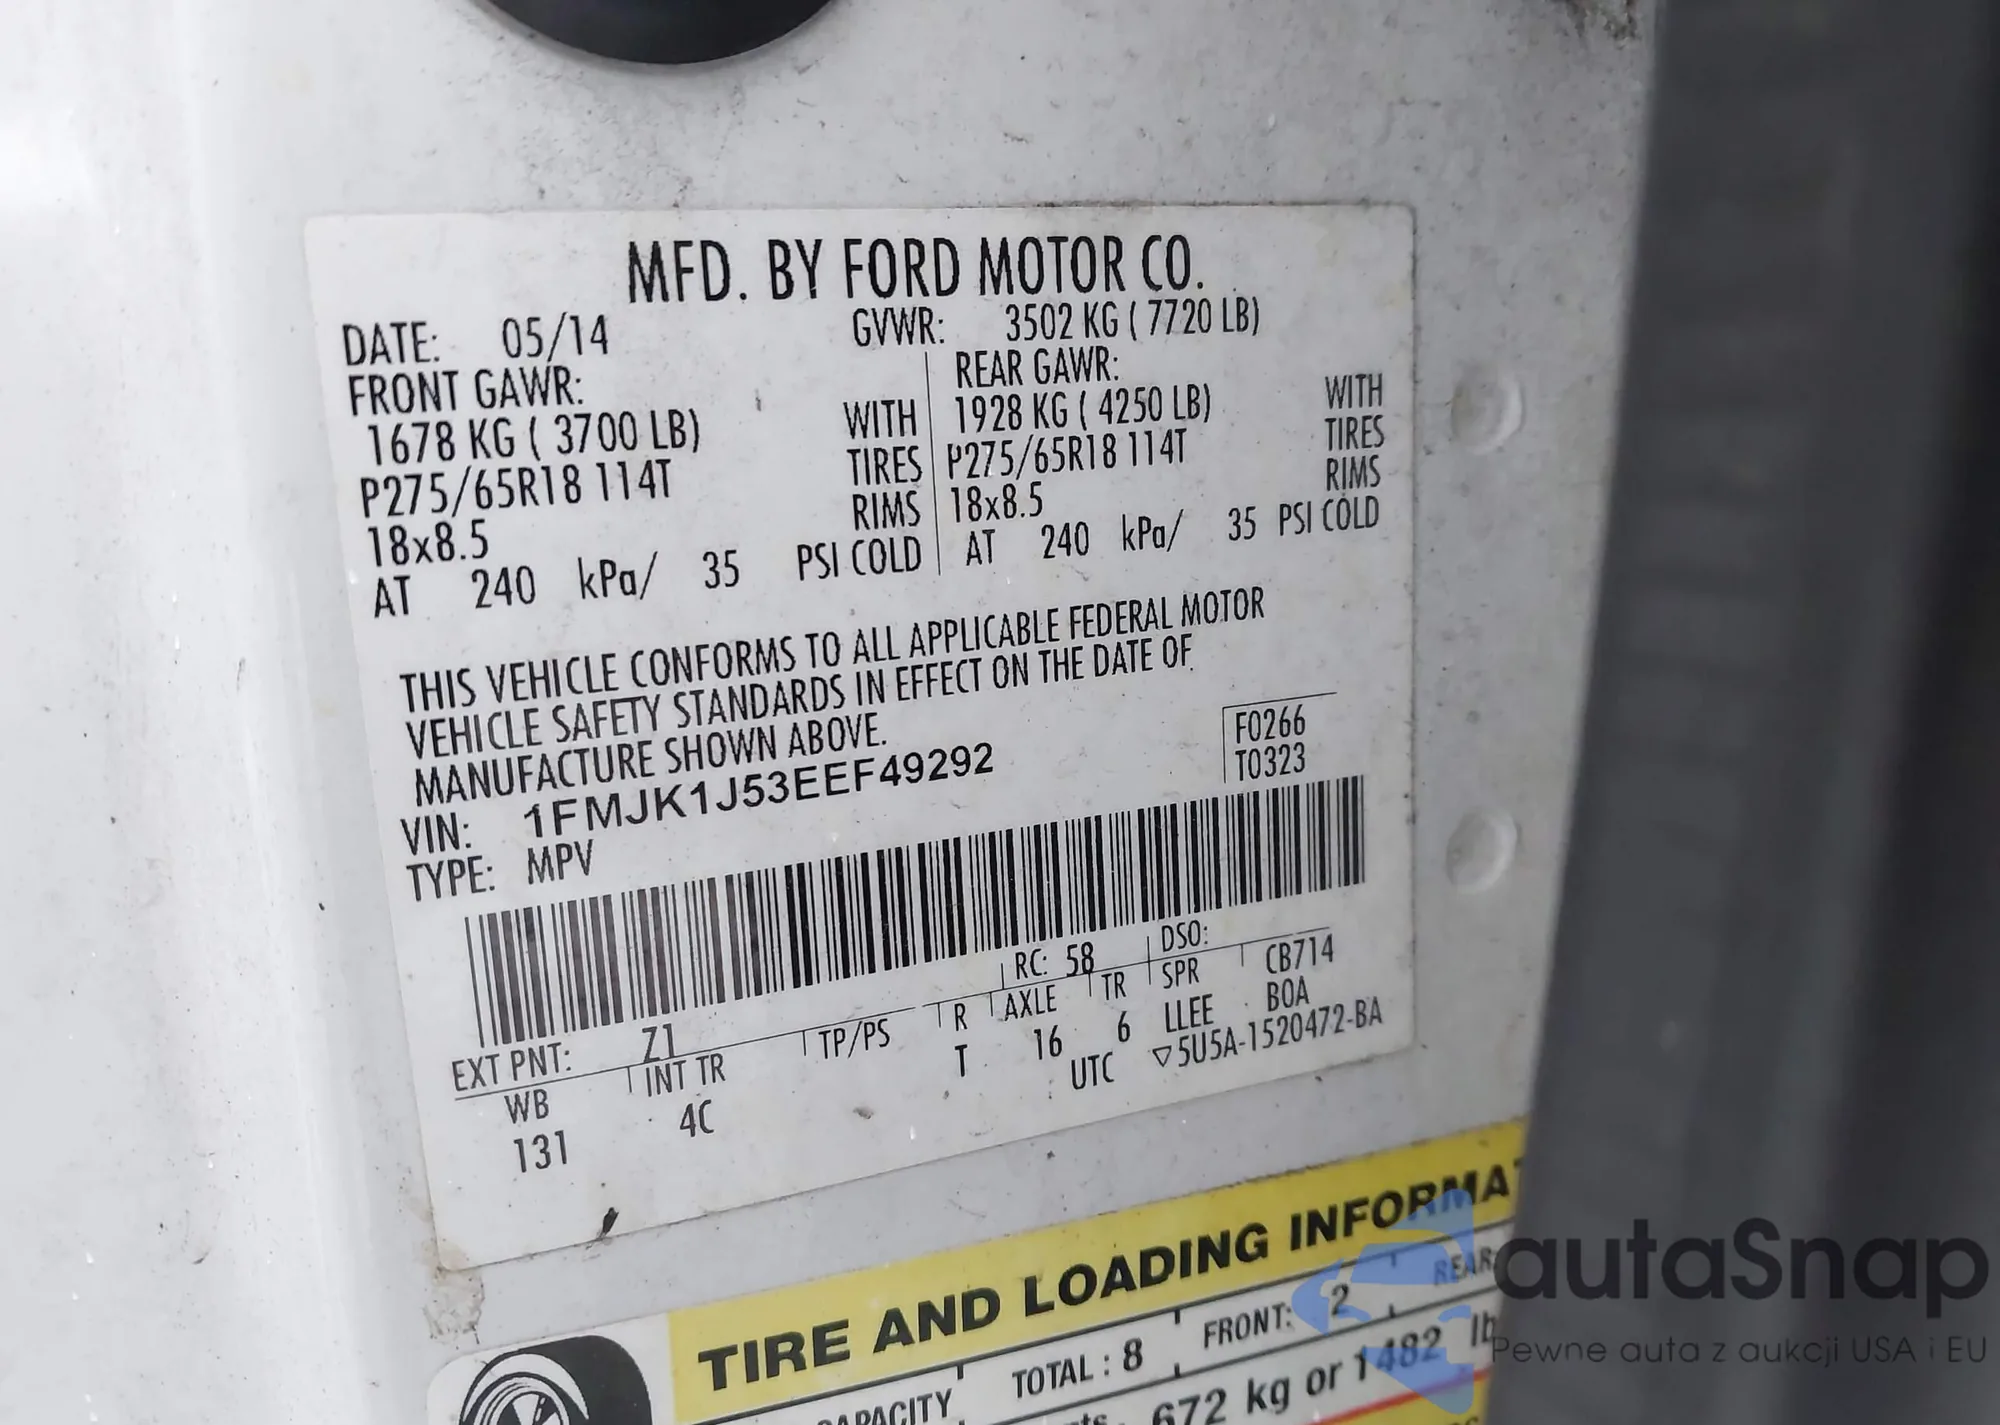 MFD. BY FORD MOTOR CO.
DATE: 05/14 GVWR: 3502 KG ( 7720 LB)
FRONT GAWR: REAR GAWR:
1678 KG ( 3700 LB) WITH 1928 KG ( 4250 LB) WITH
P275/65R18 114T TIRES P275/65R18 114T TIRES
18x8.5 RIMS 18x8.5 RIMS
AT 240 kPa/ 35 PSI COLD AT 240 kPa/ 35 PSI COLD
THIS VEHICLE CONFORMS TO ALL APPLICABLE FEDERAL MOTOR
VEHICLE SAFETY STANDARDS IN EFFECT ON THE DATE OF
MANUFACTURE SHOWN ABOVE.
VIN: 1FMJK1J53EEF49292
F0266
T0323
TYPE: MPV
RC: 58 DSO:
EXT PNT: Z1
WB INT TR TP/PS R AXLE TR SPR CB714
131 4C T 16 6 LLEE BOA
UTC ▽5U5A-1520472-BA
TIRE AND LOADING INFORMAT
TOTAL : 8 FRONT: 2 REAR:
672 kg or 1482 lb
autaSnap
Pewne auta z aukcji USA i EU